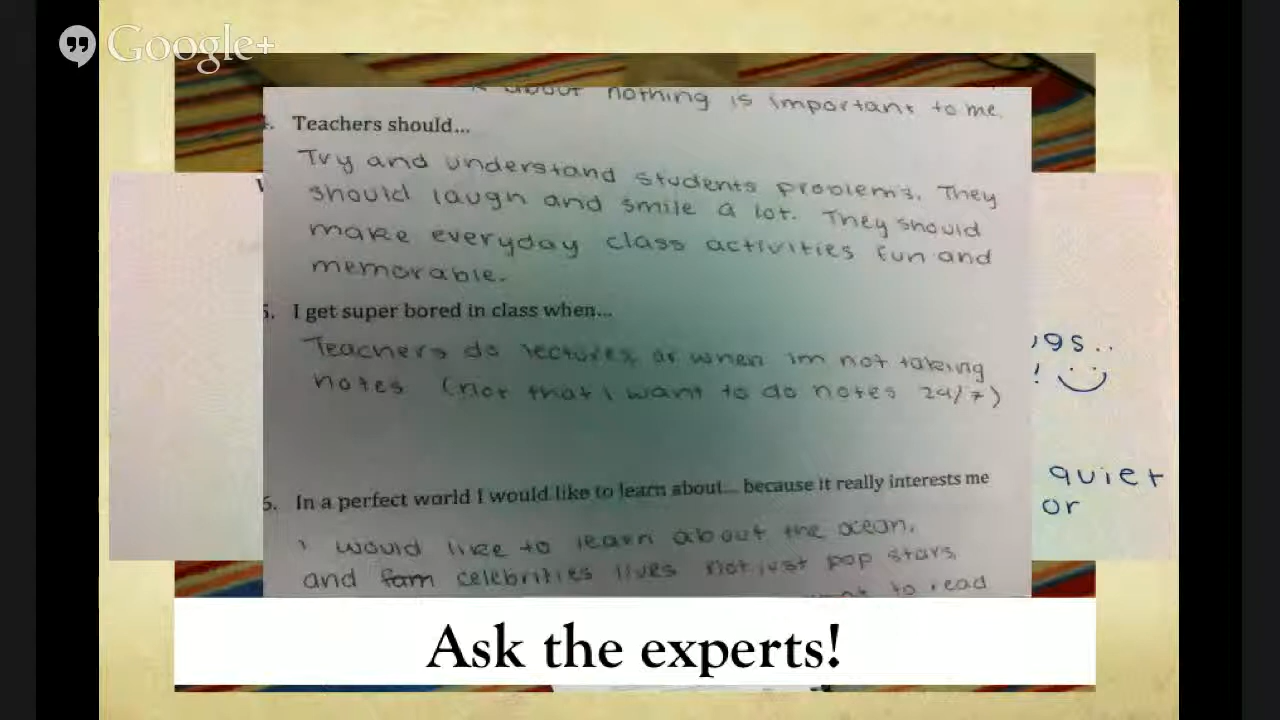 Google+
about nothing is important to me.
Teachers should...
Try and understand students problems. They
should laugh and smile a lot. They should
make everyday class activities fun and
memorable.
5. I get super bored in class when...
Teachers do lectures, or when im not taking
notes (not that I want to do notes 24/7)
ugs..
!
quiet
or
6. In a perfect world I would like to learn about... because it really interests me
I would like to learn about the ocean,
and fam celebrities lives not just pop stars
to read
Ask the experts!